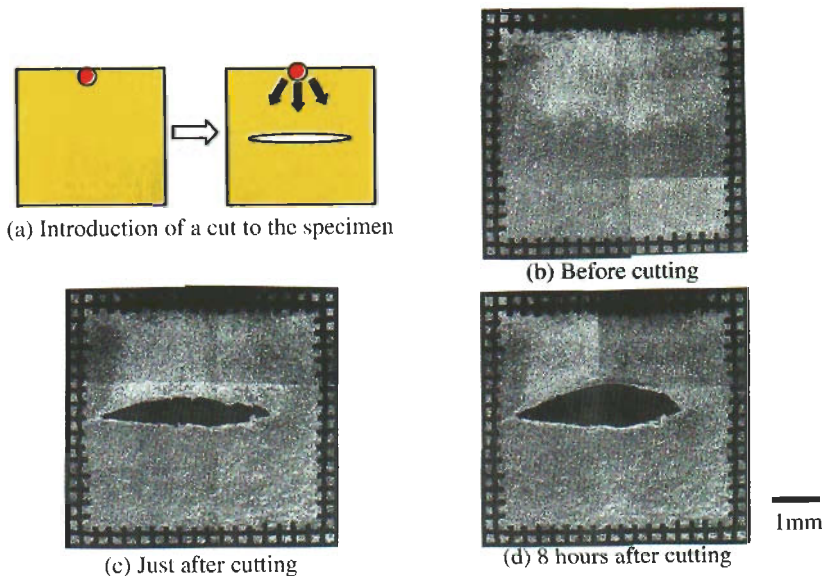 (a) Introduction of a cut to the specimen
(b) Before cutting
(c) Just after cutting
(d) 8 hours after cutting
1mm